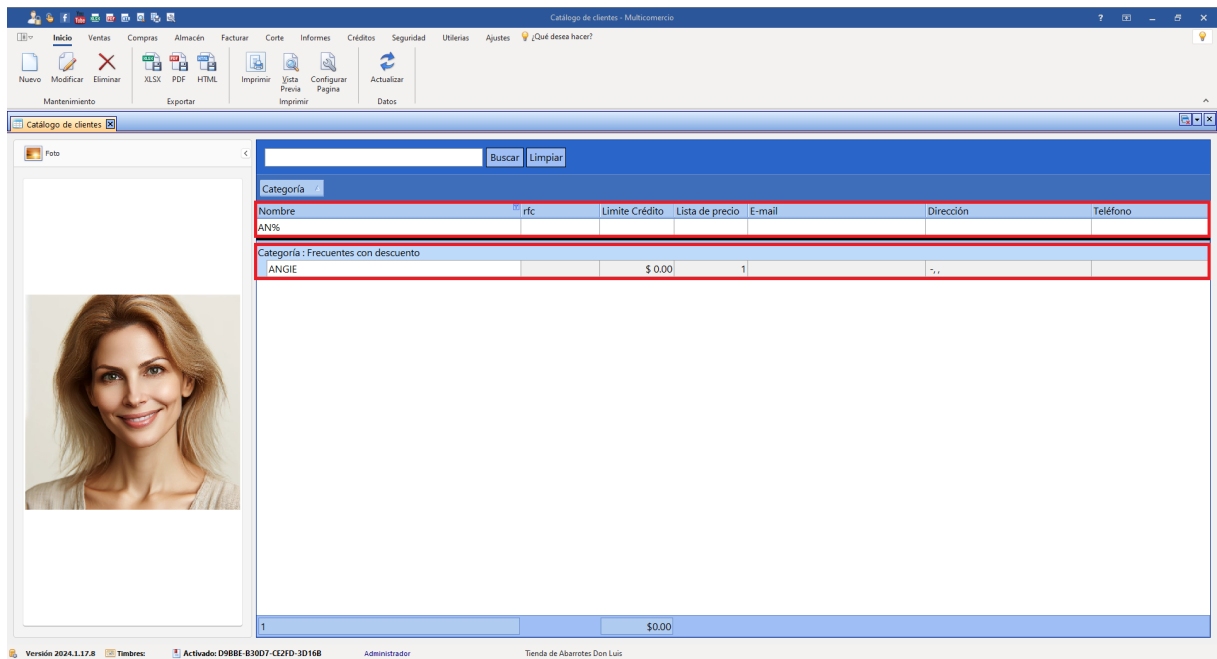 Catálogo de clientes - Multicomercio
Inicio Ventas Compras Almacén Facturar Corte Informes Créditos Seguridad Utilerias Ajustes ¿Qué desea hacer?
Nuevo Modificar Eliminar XLSX PDF HTML Imprimir Vista Previa Configurar Pagina Actualizar
Mantenimiento Exportar Imprimir Datos
Catálogo de clientes
Foto
Buscar Limpiar
Categoría
Nombre rfc Limite Crédito Lista de precio E-mail Dirección Teléfono
AN%
Categoría : Frecuentes con descuento
ANGIE $ 0.00 1 -, ,
1 $0.00
Versión 2024.1.17.8 Timbres: Activado: D9BBE-B30D7-CE2FD-3D16B Administrador Tienda de Abarrotes Don Luis